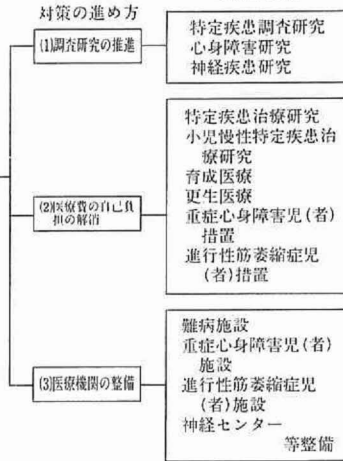 対策の進め方
(1)調査研究の推進
特定疾患調査研究
心身障害研究
神経疾患研究
(2)医療費の自己負
担の解消
特定疾患治療研究
小児慢性特定疾患治
療研究
育成医療
更生医療
重症心身障害児(者)
措置
進行性筋萎縮症児
(者)措置
(3)医療機関の整備
難病施設
重症心身障害児(者)
施設
進行性筋萎縮症児
(者)施設
神経センター
等整備